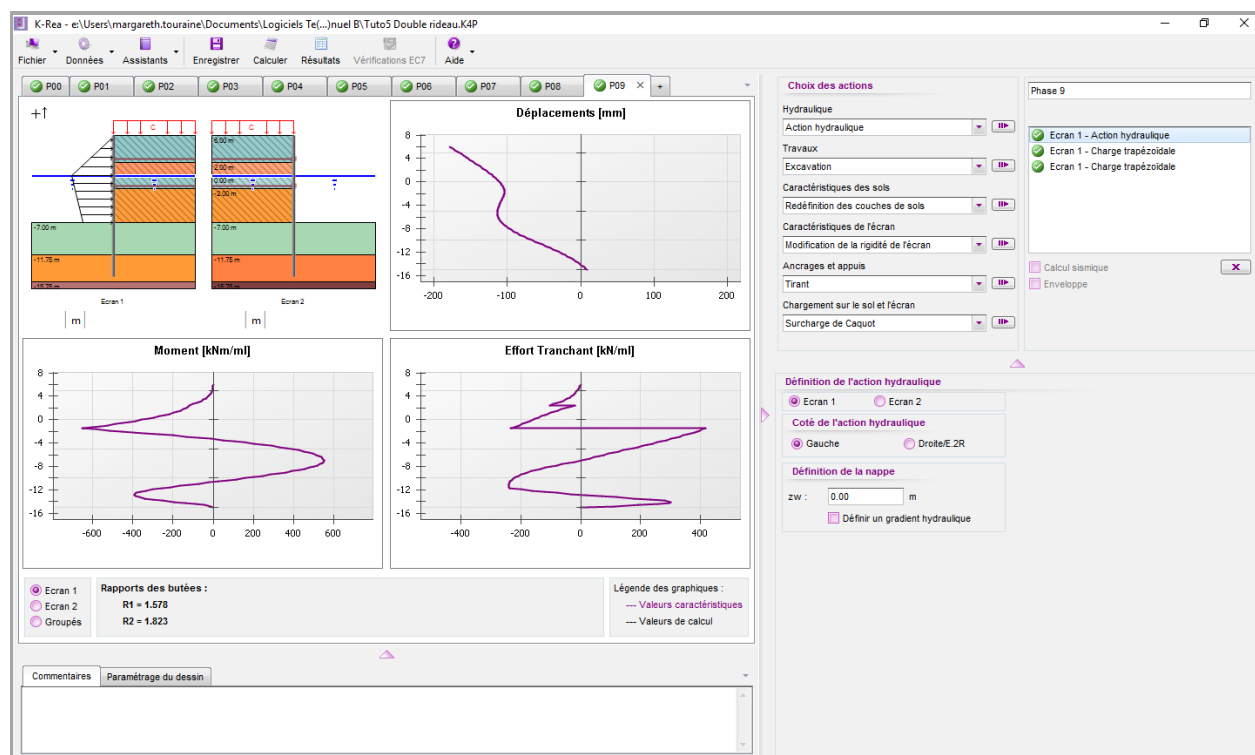 K-Rea - e:\Users\margareth.touraine\Documents\Logiciels Te(...)nuel B\Tuto5 Double rideau.K4P
Fichier Données Assistants Enregistrer Calculer Résultats Vérifications EC7 Aide
P00 P01 P02 P03 P04 P05 P06 P07 P08 P09 +
C C
6.00 m
2.00 m
0.00 m
-2.00 m
-7.00 m -7.00 m
-11.75 m -11.75 m
-15.75 m -15.75 m
Ecran 1 Ecran 2
m m
Déplacements [mm]
8
4
0
-4
-8
-12
-16
-200 -100 0 100 200
Moment [kNm/ml]
8
4
0
-4
-8
-12
-16
-600 -400 -200 0 200 400 600
Effort Tranchant [kN/ml]
8
4
0
-4
-8
-12
-16
-400 -200 0 200 400
Ecran 1
Ecran 2
Groupés
Rapports des butées :
R1 = 1.578
R2 = 1.823
Légende des graphiques :
--- Valeurs caractéristiques
--- Valeurs de calcul
Commentaires Paramétrage du dessin
Choix des actions
Hydraulique
Action hydraulique
Travaux
Excavation
Caractéristiques des sols
Redéfinition des couches de sols
Caractéristiques de l'écran
Modification de la rigidité de l'écran
Ancrages et appuis
Tirant
Chargement sur le sol et l'écran
Surcharge de Caquot
Phase 9
Ecran 1 - Action hydraulique
Ecran 1 - Charge trapézoïdale
Ecran 1 - Charge trapézoïdale
Calcul sismique
Enveloppe
Définition de l'action hydraulique
Ecran 1 Ecran 2
Coté de l'action hydraulique
Gauche Droite/E.2R
Définition de la nappe
zw : 0.00 m
Définir un gradient hydraulique